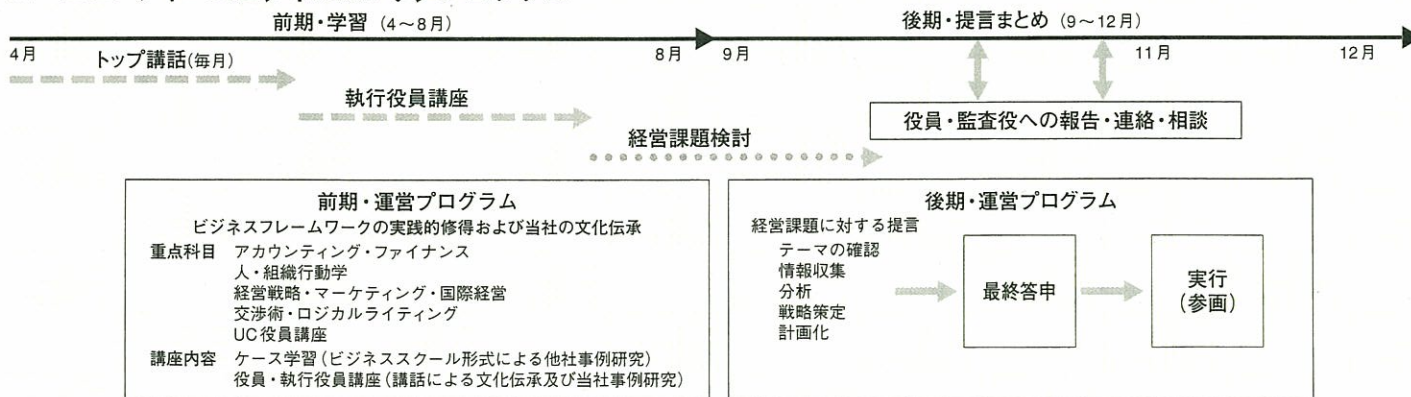 前期・学習(4～8月)
後期・提言まとめ(9～12月)
4月
8月
9月
11月
12月
トップ講話(毎月)
執行役員講座
経営課題検討
役員・監査役への報告・連絡・相談
前期・運営プログラム
ビジネスフレームワークの実践的修得および当社の文化伝承
重点科目 アカウンティング・ファイナンス
人・組織行動学
経営戦略・マーケティング・国際経営
交渉術・ロジカルライティング
UC役員講座
講座内容 ケース学習(ビジネススクール形式による他社事例研究)
役員・執行役員講座(講話による文化伝承及び当社事例研究)
後期・運営プログラム
経営課題に対する提言
テーマの確認
情報収集
分析
戦略策定
計画化
最終答申
実行
(参画)